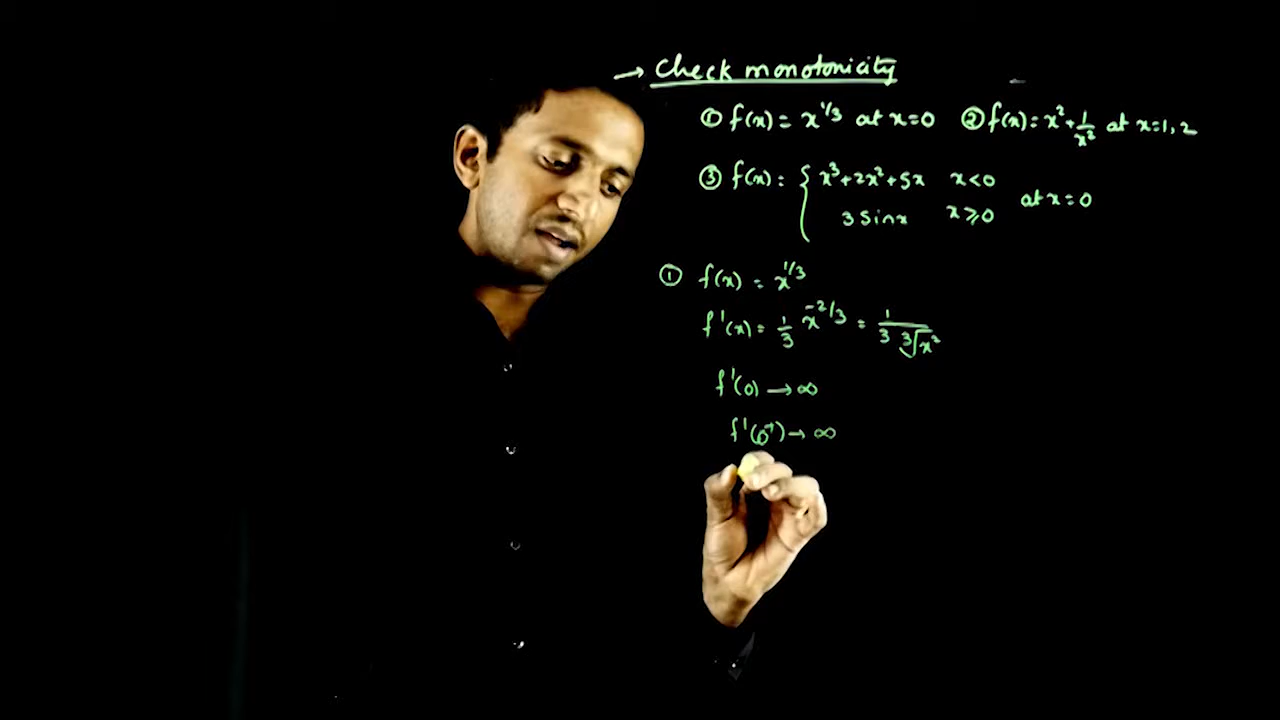 → Check monotonicity
① f(x) = x^1/3 at x=0 ② f(x) = x² + 1/x² at x=1, 2
③ f(x) = { x³+2x²+5x x<0
3 Sin x x⩾0 at x=0
① f(x) = x^1/3
f'(x) = 1/3 x^-2/3 = 1/(3 ∛x²)
f'(0) → ∞
f'(0⁺) → ∞